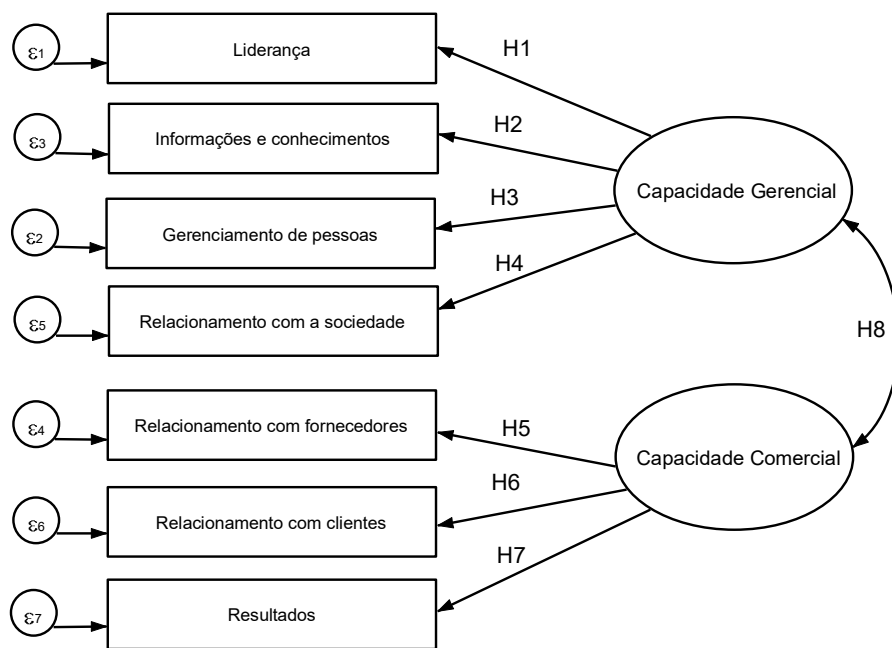 ε1
Liderança
H1
ε3
Informações e conhecimentos
H2
Capacidade Gerencial
ε2
Gerenciamento de pessoas
H3
ε5
Relacionamento com a sociedade
H4
H8
ε4
Relacionamento com fornecedores
H5
Capacidade Comercial
ε6
Relacionamento com clientes
H6
ε7
Resultados
H7